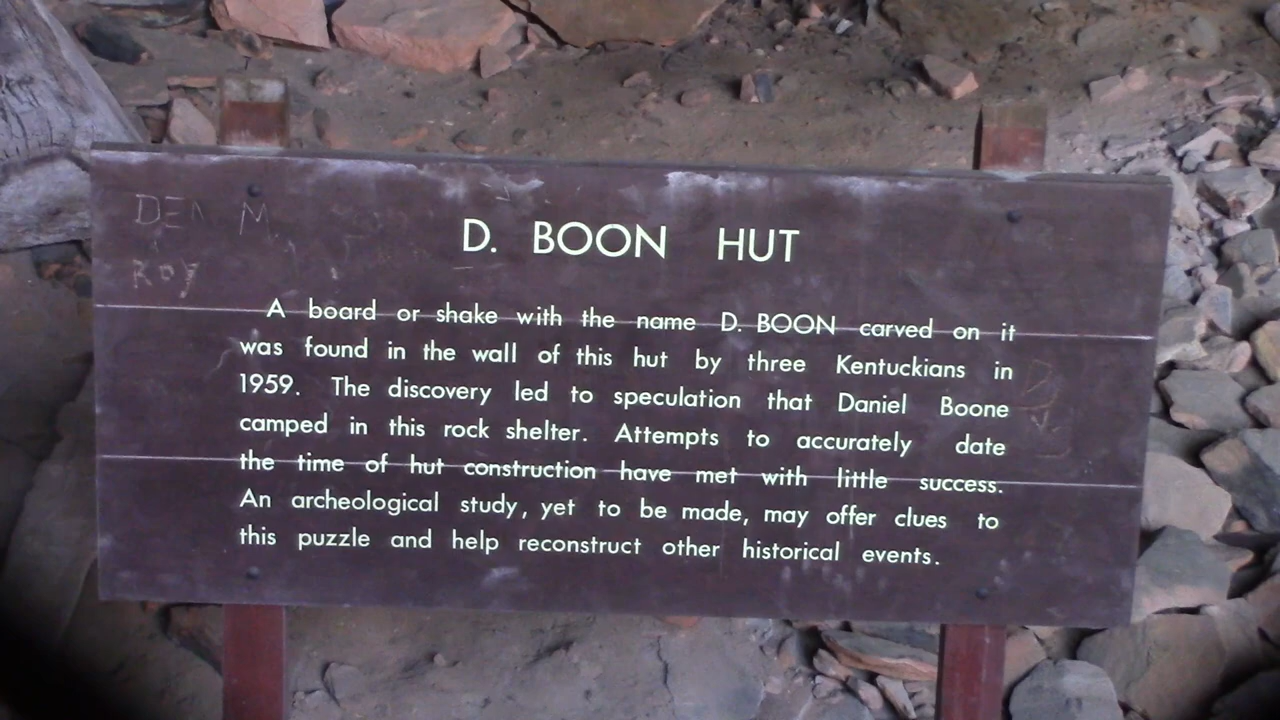 D. BOON HUT
A board or shake with the name D. BOON carved on it
was found in the wall of this hut by three Kentuckians in
1959. The discovery led to speculation that Daniel Boone
camped in this rock shelter. Attempts to accurately date
the time of hut construction have met with little success.
An archeological study, yet to be made, may offer clues to
this puzzle and help reconstruct other historical events.
ROY